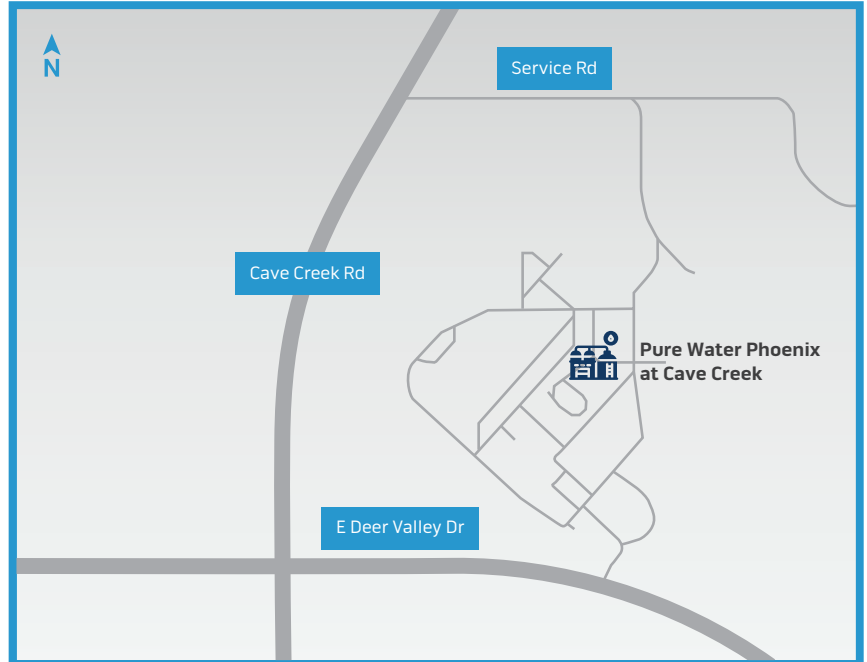 N
Service Rd
Cave Creek Rd
Pure Water Phoenix
at Cave Creek
E Deer Valley Dr